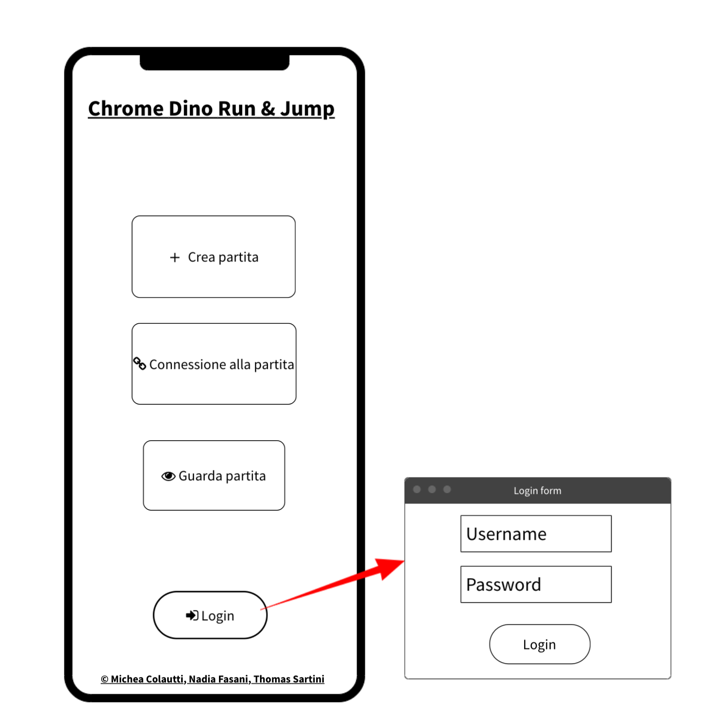 Chrome Dino Run & Jump
Crea partita
Connessione alla partita
Guarda partita
Login
© Michea Colautti, Nadia Fasani, Thomas Sartini
Login form
Username
Password
Login